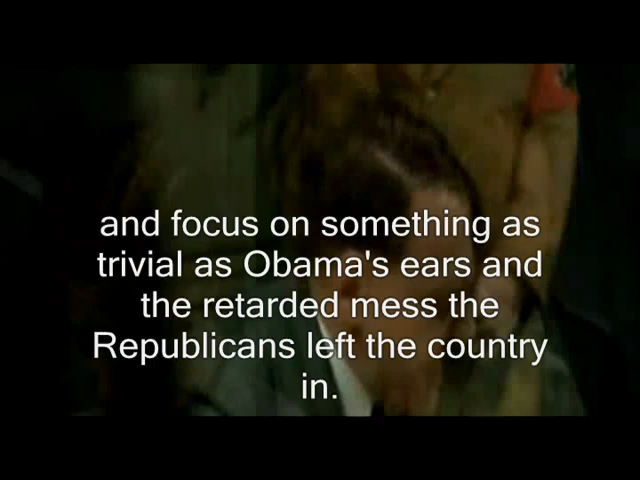 and focus on something as
trivial as Obama's ears and
the retarded mess the
Republicans left the country
in.